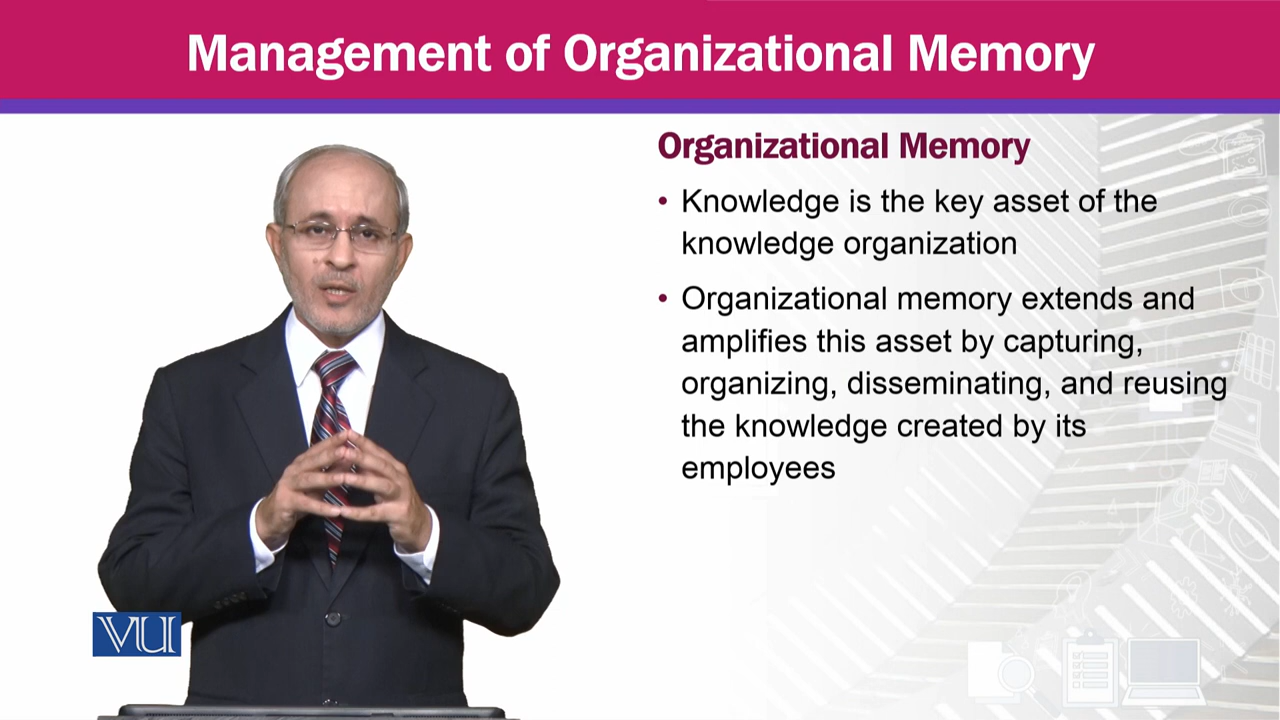 Management of Organizational Memory
Organizational Memory
• Knowledge is the key asset of the
knowledge organization
• Organizational memory extends and
amplifies this asset by capturing,
organizing, disseminating, and reusing
the knowledge created by its
employees
VU